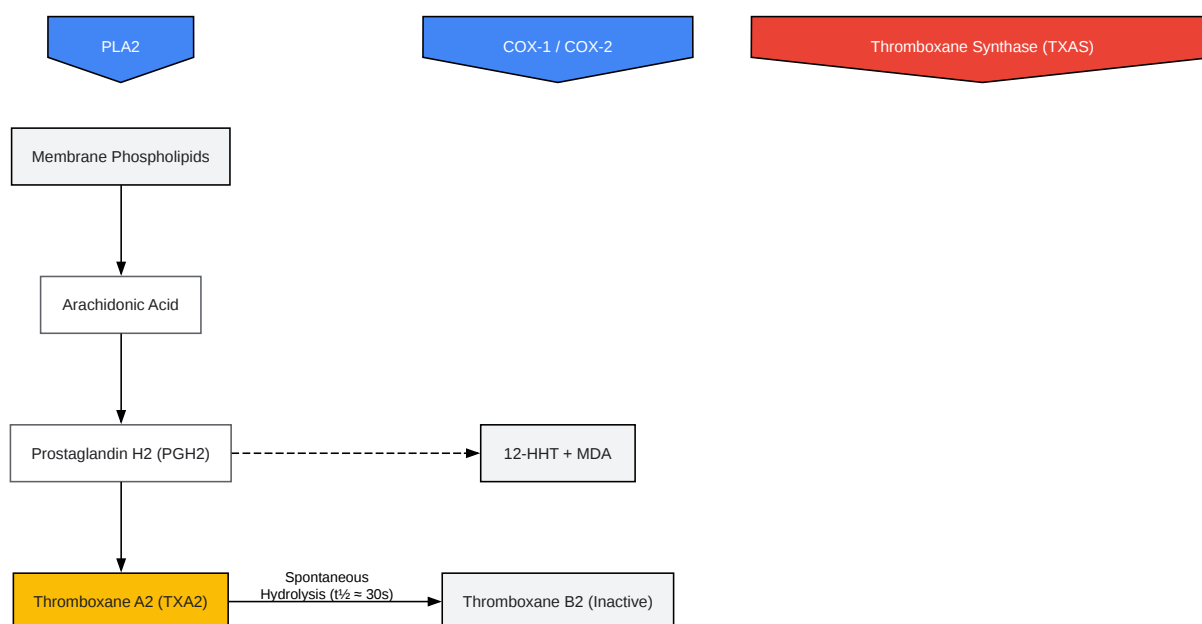 PLA2
COX-1 / COX-2
Thromboxane Synthase (TXAS)
Membrane Phospholipids
Arachidonic Acid
Prostaglandin H2 (PGH2)
12-HHT + MDA
Thromboxane A2 (TXA2)
Spontaneous
Hydrolysis (t½ ≈ 30s)
Thromboxane B2 (Inactive)